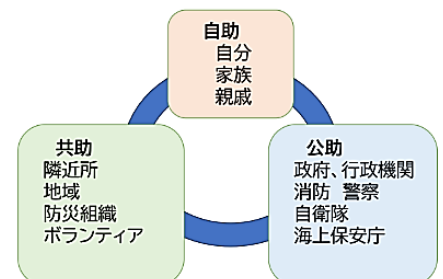 自助
自分
家族
親戚
共助
隣近所
地域
防災組織
ボランティア
公助
政府、行政機関
消防　警察
自衛隊
海上保安庁